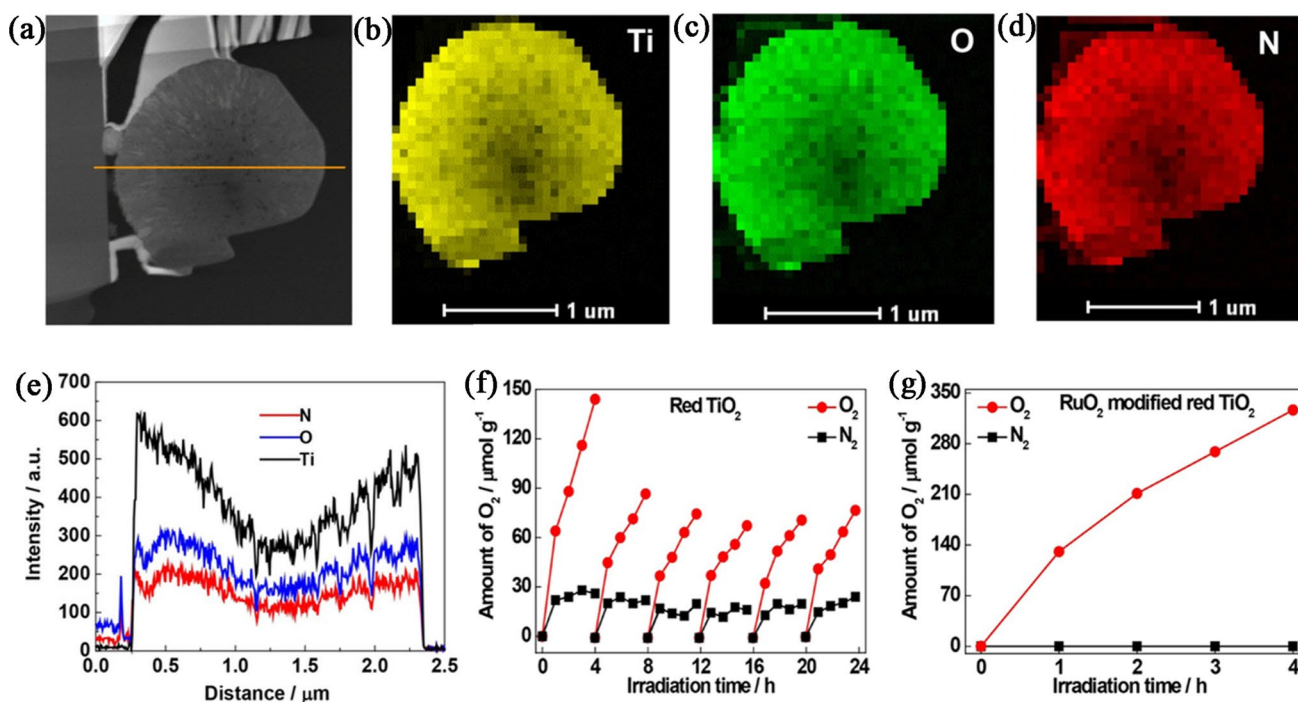 (a)
(b)
Ti
1 um
(c)
O
1 um
(d)
N
1 um
(e)
700
600
500
400
300
200
100
0
0.0 0.5 1.0 1.5 2.0 2.5
Intensity / a.u.
Distance / μm
N
O
Ti
(f)
150
120
90
60
30
0
0 4 8 12 16 20 24
Amount of O₂ / μmol g⁻¹
Irradiation time / h
Red TiO₂
O₂
N₂
(g)
350
280
210
140
70
0
0 1 2 3 4
Amount of O₂ / μmol g⁻¹
Irradiation time / h
RuO₂ modified red TiO₂
O₂
N₂